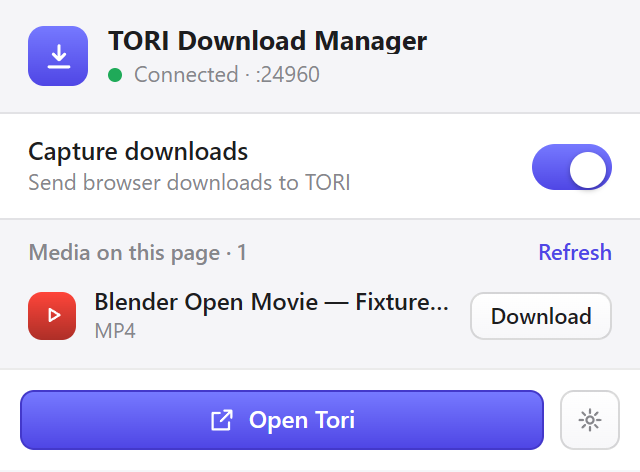 TORI Download Manager
Connected · :24960
Capture downloads
Send browser downloads to TORI
Media on this page · 1
Refresh
Blender Open Movie — Fixture...
MP4
Download
Open Tori